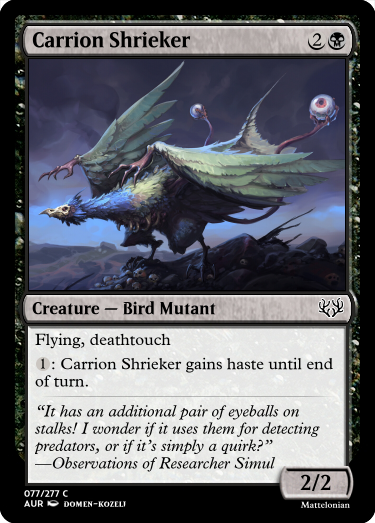 Carrion Shrieker 2
Creature — Bird Mutant
Flying, deathtouch
1 : Carrion Shrieker gains haste until end
of turn.
“It has an additional pair of eyeballs on
stalks! I wonder if it uses them for detecting
predators, or if it’s simply a quirk?”
—Observations of Researcher Simul
2/2
077/277 C
AUR DOMEN-KOZELJ
Mattelonian